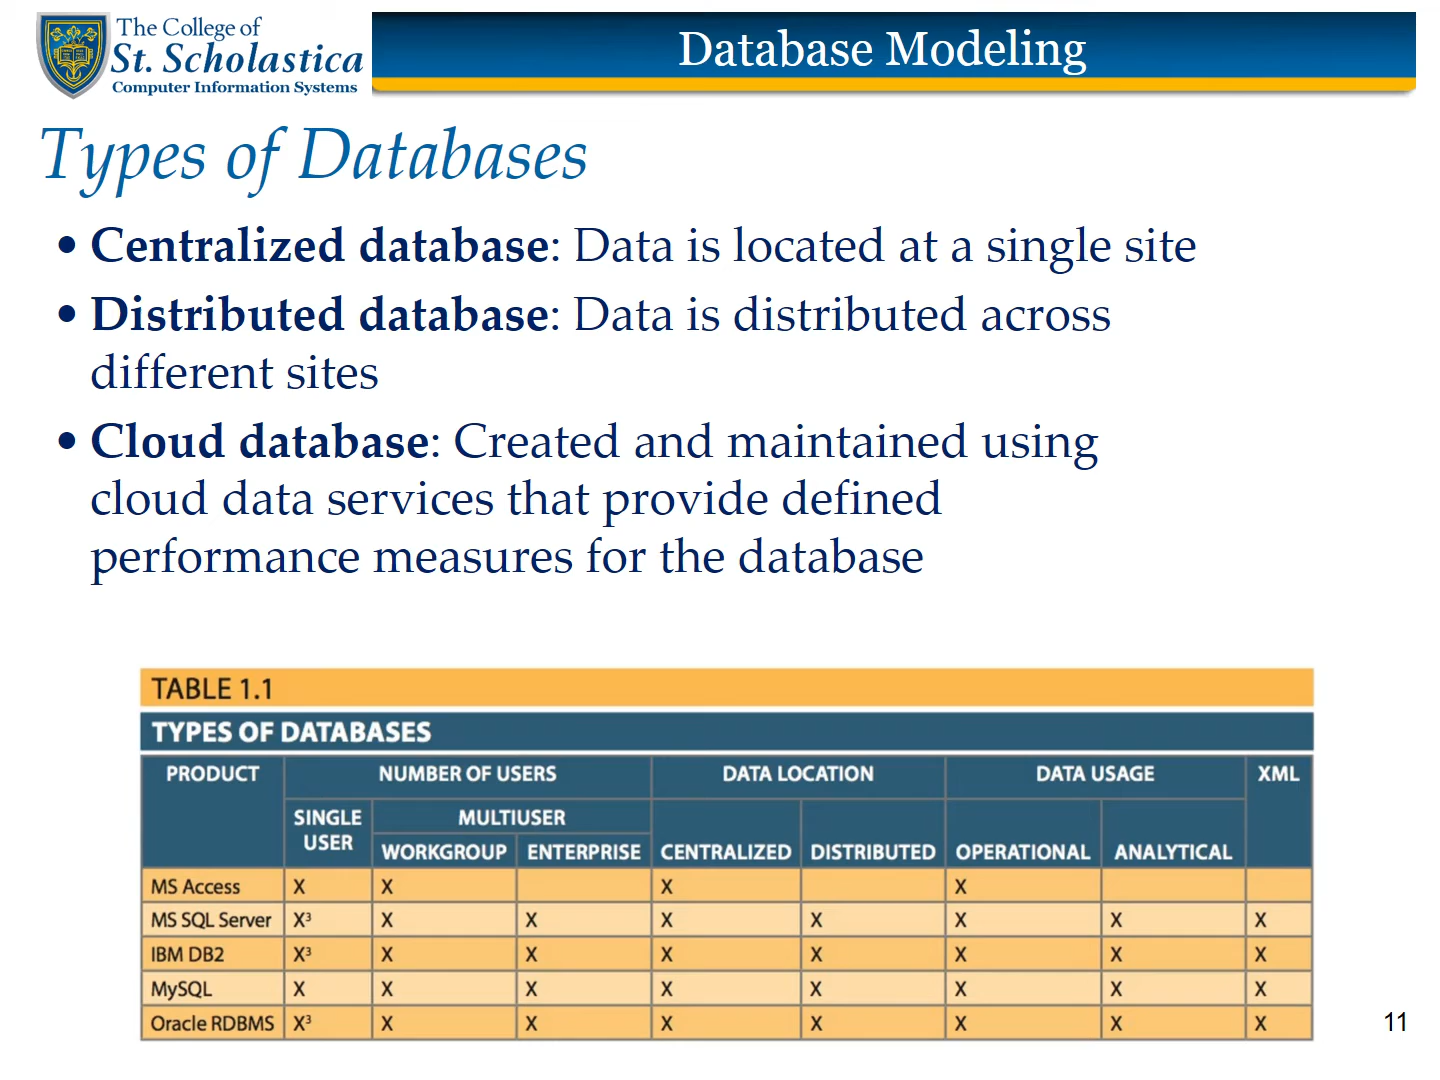 The College of
St. Scholastica
Computer Information Systems
Database Modeling
Types of Databases
• Centralized database: Data is located at a single site
• Distributed database: Data is distributed across
different sites
• Cloud database: Created and maintained using
cloud data services that provide defined
performance measures for the database
TABLE 1.1
TYPES OF DATABASES
PRODUCT NUMBER OF USERS DATA LOCATION DATA USAGE XML
SINGLE USER MULTIUSER
WORKGROUP ENTERPRISE CENTRALIZED DISTRIBUTED OPERATIONAL ANALYTICAL
MS Access X X X X
MS SQL Server X³ X X X X X X X
IBM DB2 X³ X X X X X X X
MySQL X X X X X X X X
Oracle RDBMS X³ X X X X X X X
11